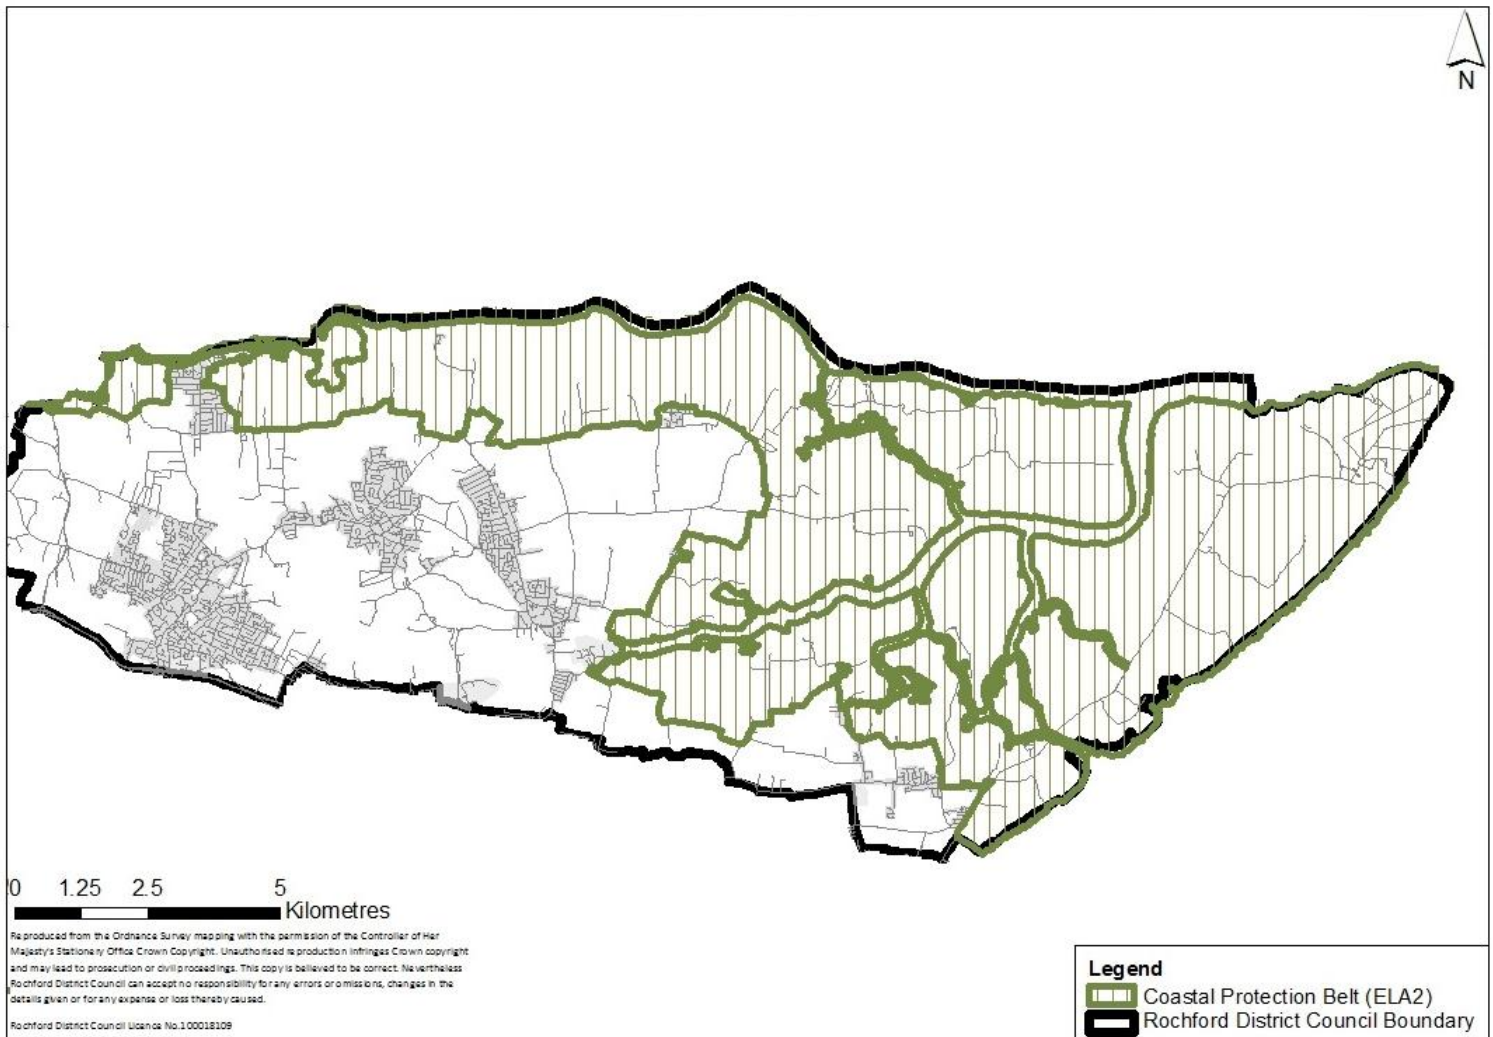 N
0 1.25 2.5 5
Kilometres
Reproduced from the Ordnance Survey mapping with the permission of the Controller of Her
Majesty's Stationery Office Crown Copyright. Unauthorised reproduction infringes Crown copyright
and may lead to prosecution or civil proceedings. This copy is believed to be correct. Nevertheless
Rochford District Council can accept no responsibility for any errors or omissions, changes in the
details given or for any expense or loss thereby caused.
Rochford District Council Licence No.100018109
Legend
Coastal Protection Belt (ELA2)
Rochford District Council Boundary